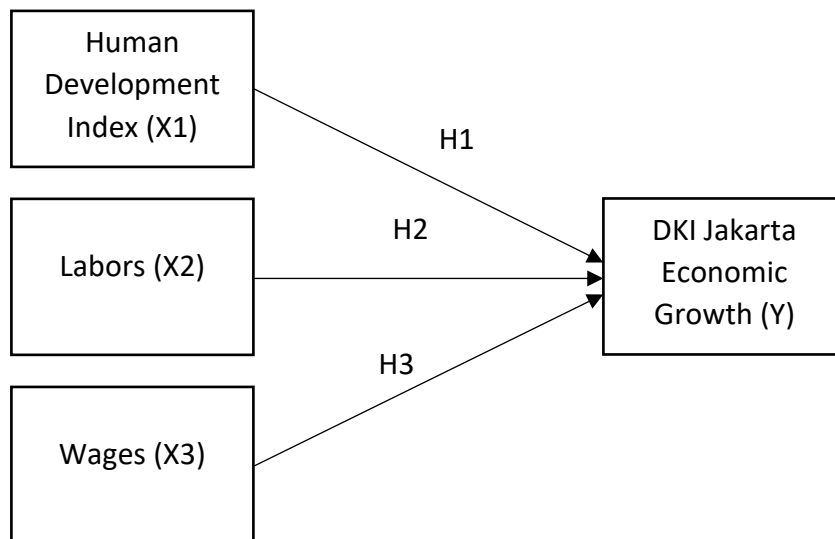 Human
Development
Index (X1)
H1
H2
Labors (X2)
DKI Jakarta
Economic
Growth (Y)
H3
Wages (X3)